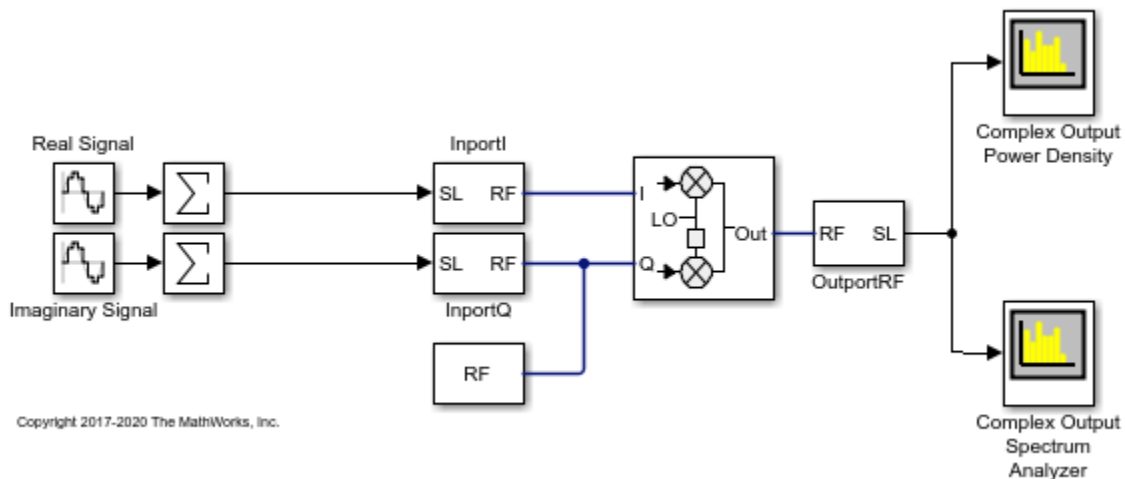 Complex Output
Power Density
Real Signal
InportI
SL RF
I
LO
Out
RF SL
SL RF
Q
OutportRF
Imaginary Signal
InportQ
RF
Copyright 2017-2020 The MathWorks, Inc.
Complex Output
Spectrum
Analyzer